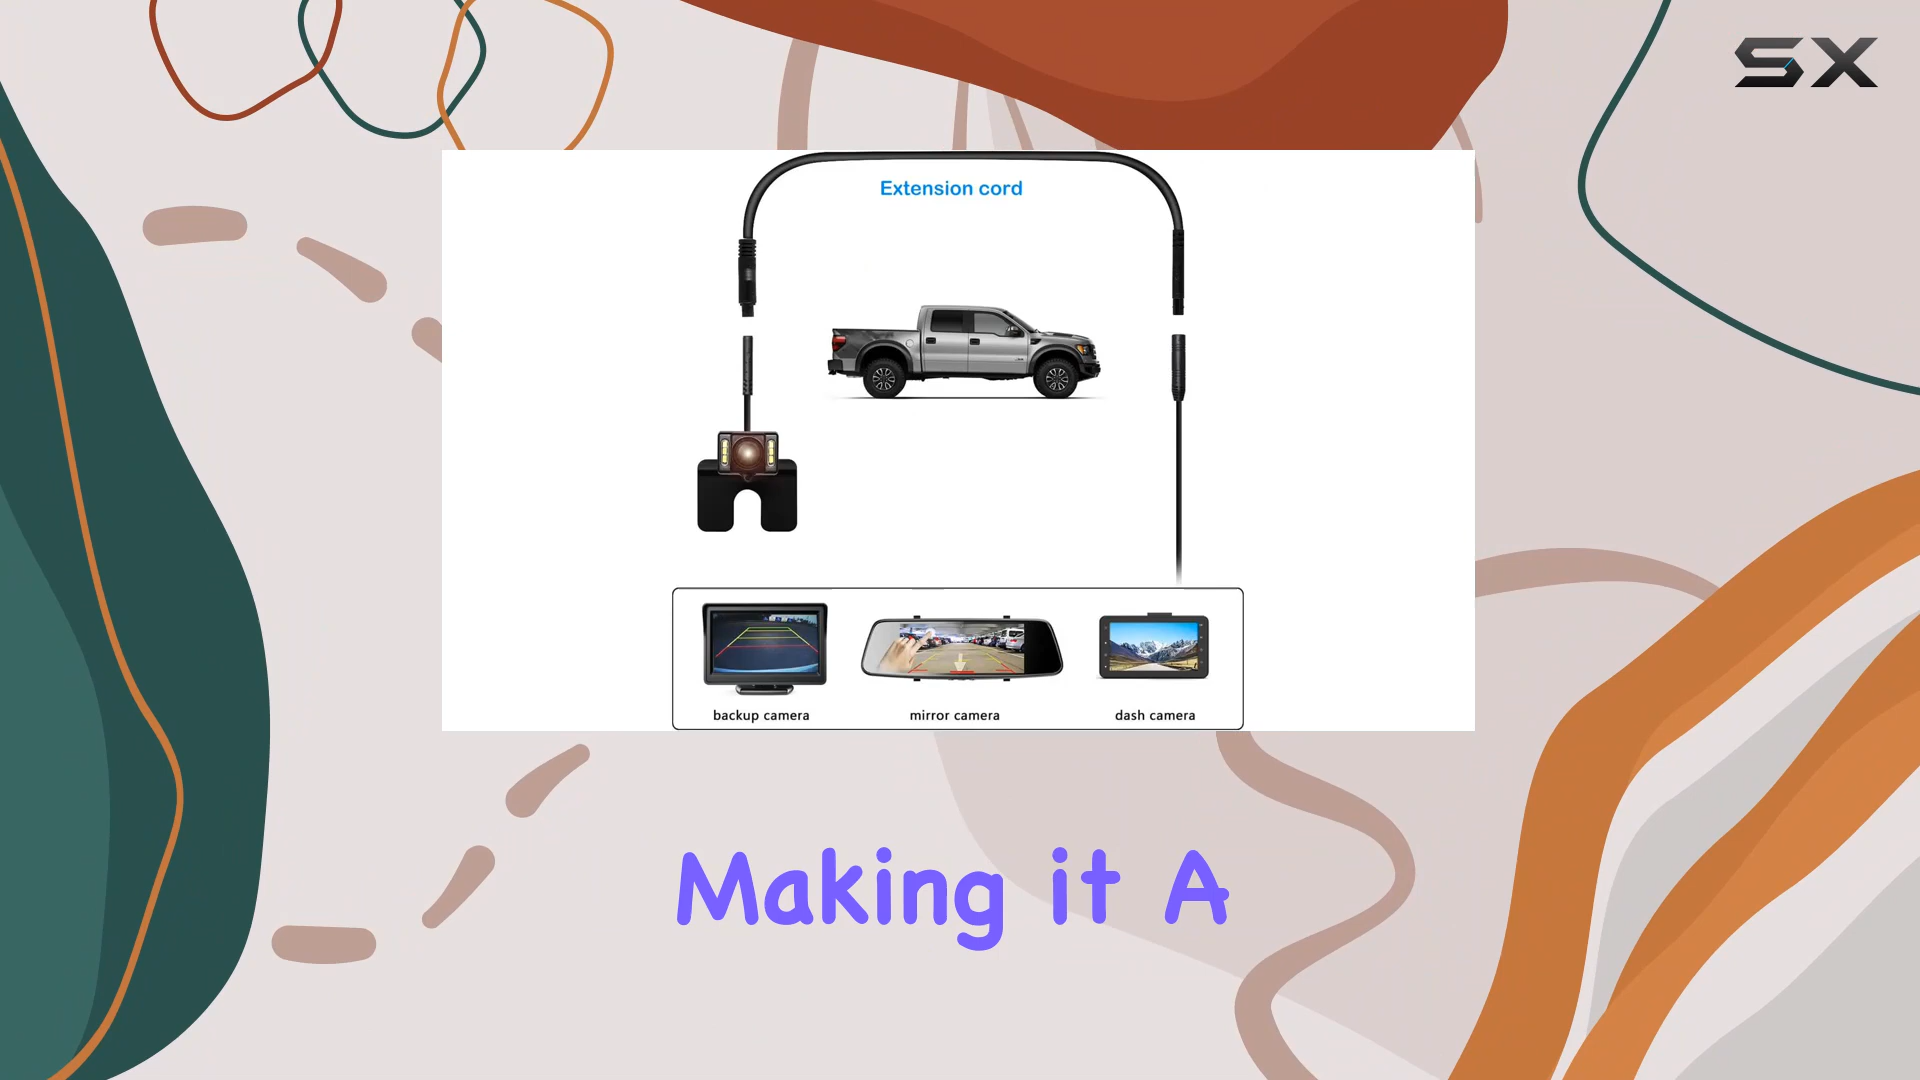 SX
Extension cord
backup camera
mirror camera
dash camera
Making it A